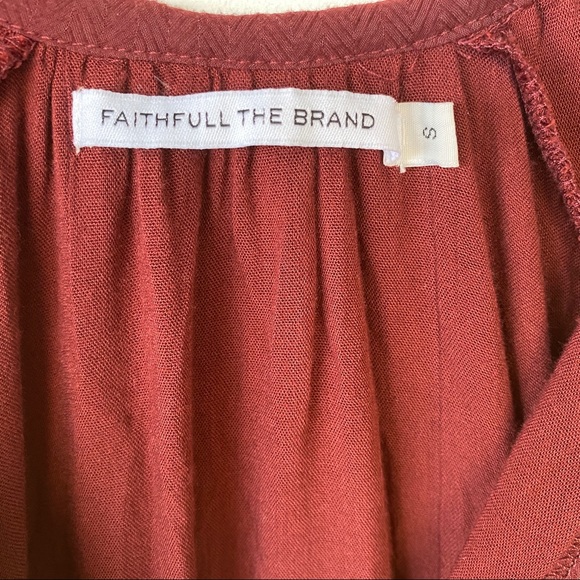 FAITHFULL THE BRAND
S